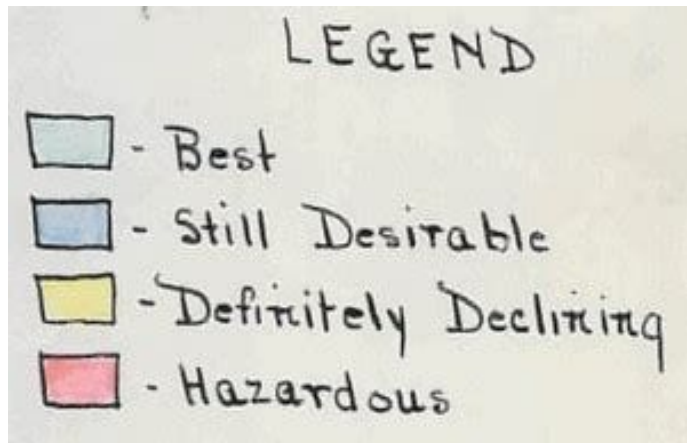 LEGEND
- Best
- Still Desirable
- Definitely Declining
- Hazardous